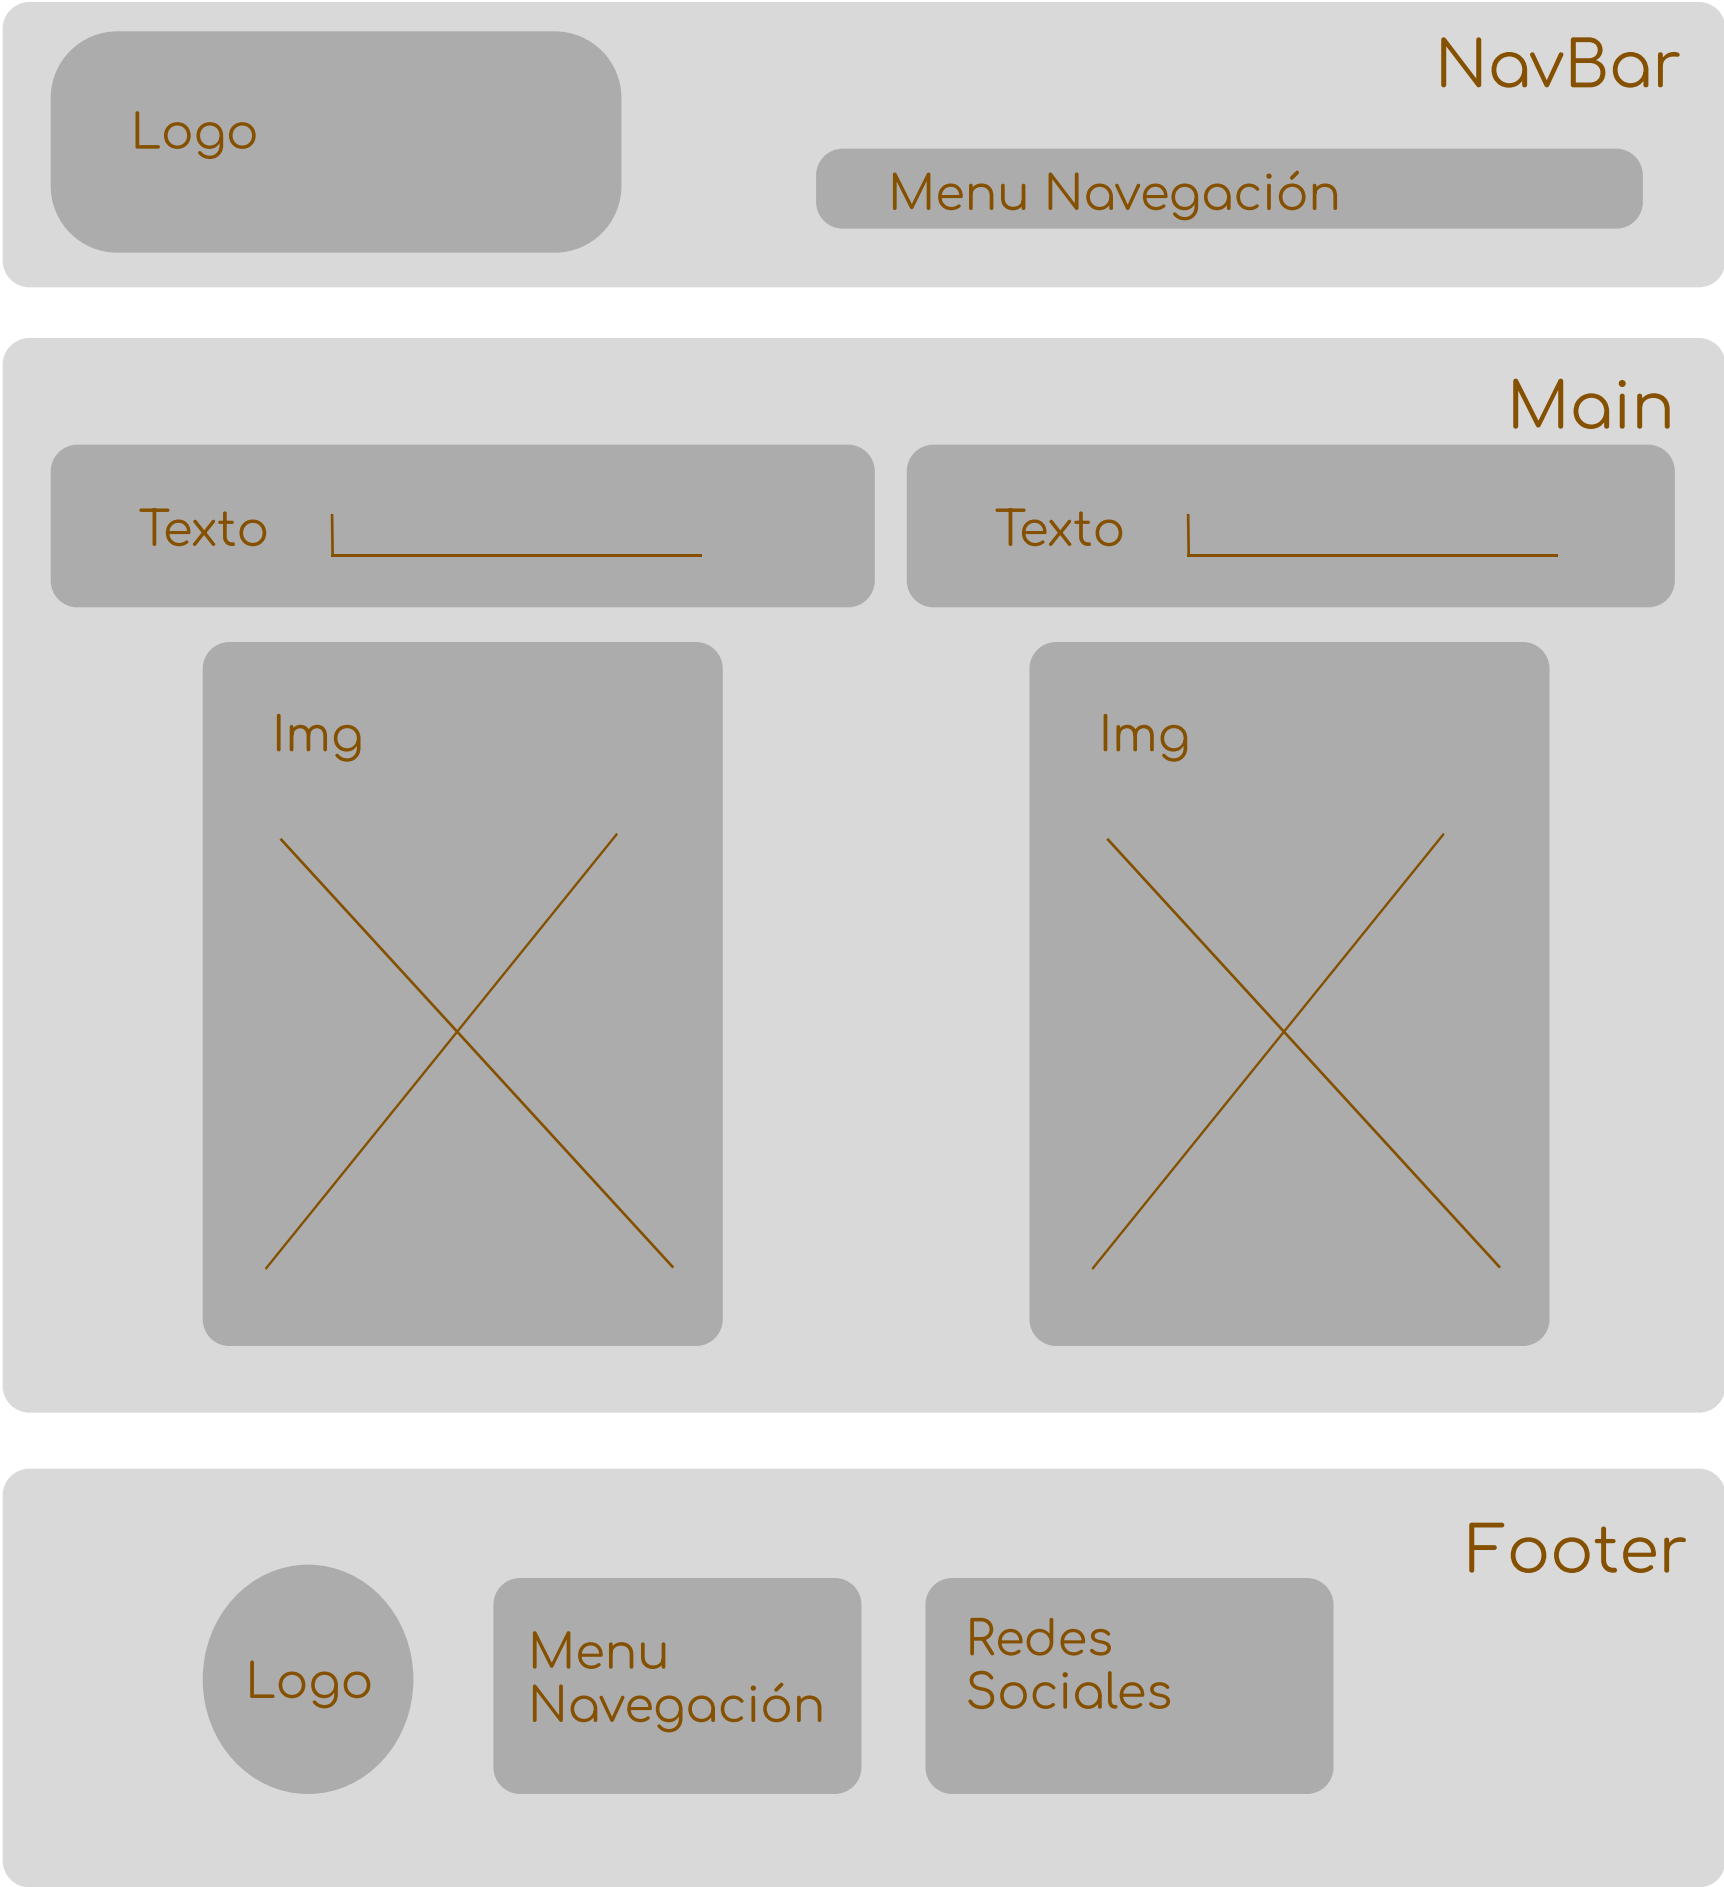 NavBar
Logo
Menu Navegación
Main
Texto
Texto
Img
Img
Footer
Logo
Menu
Navegación
Redes
Sociales